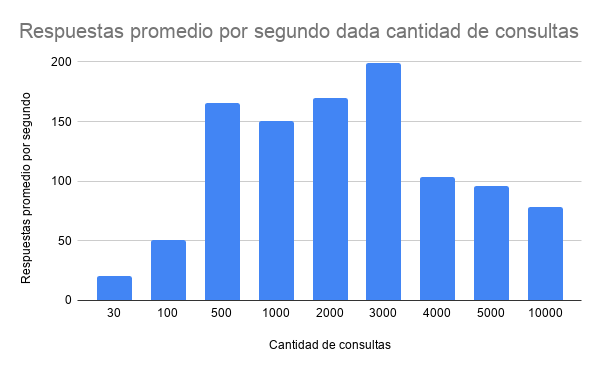 Respuestas promedio por segundo dada cantidad de consultas
Respuestas promedio por segundo
200
150
100
50
0
30 100 500 1000 2000 3000 4000 5000 10000
Cantidad de consultas